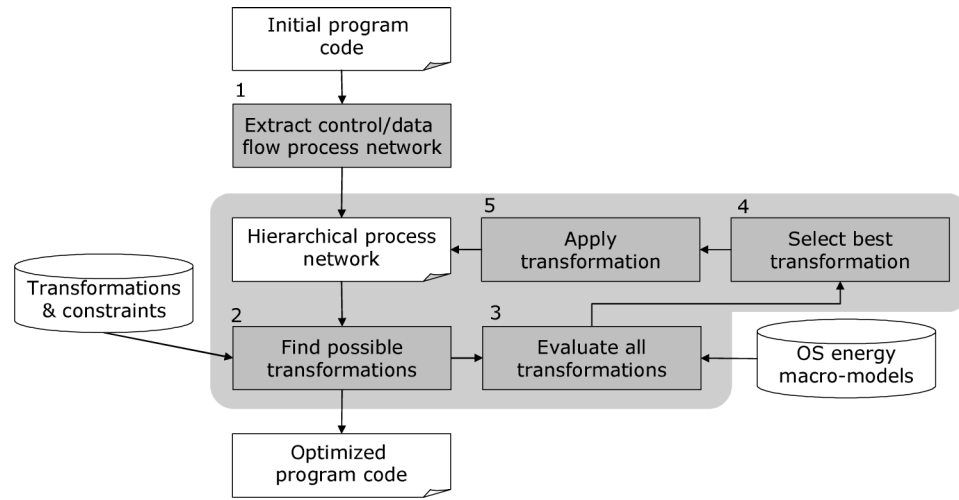 Initial program
code
1
Extract control/data
flow process network
5
4
Hierarchical process
network
Apply
transformation
Select best
transformation
Transformations
& constraints
2
3
Find possible
transformations
Evaluate all
transformations
OS energy
macro-models
Optimized
program code